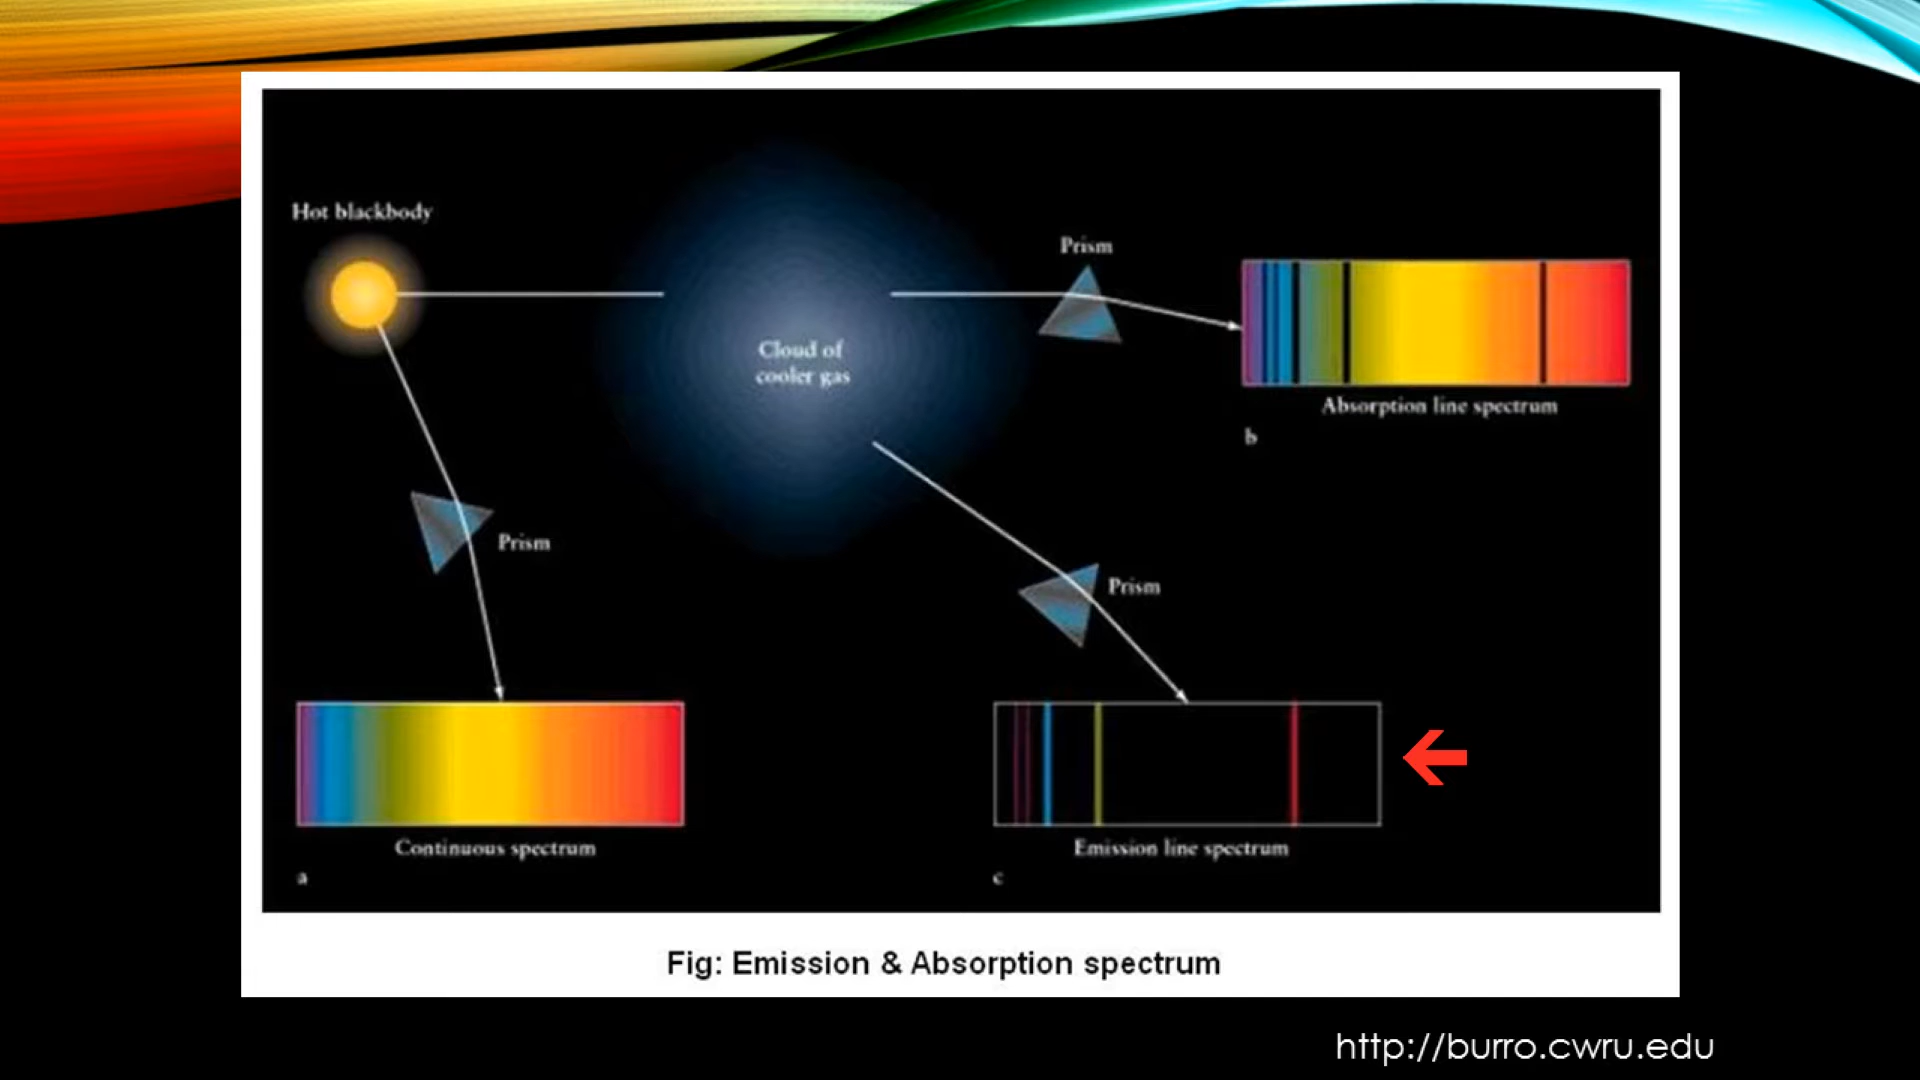 Hot blackbody
Prism
Cloud of
cooler gas
Absorption line spectrum
b
Prism
Prism
Continuous spectrum
a
Emission line spectrum
c
Fig: Emission & Absorption spectrum
http://burro.cwru.edu